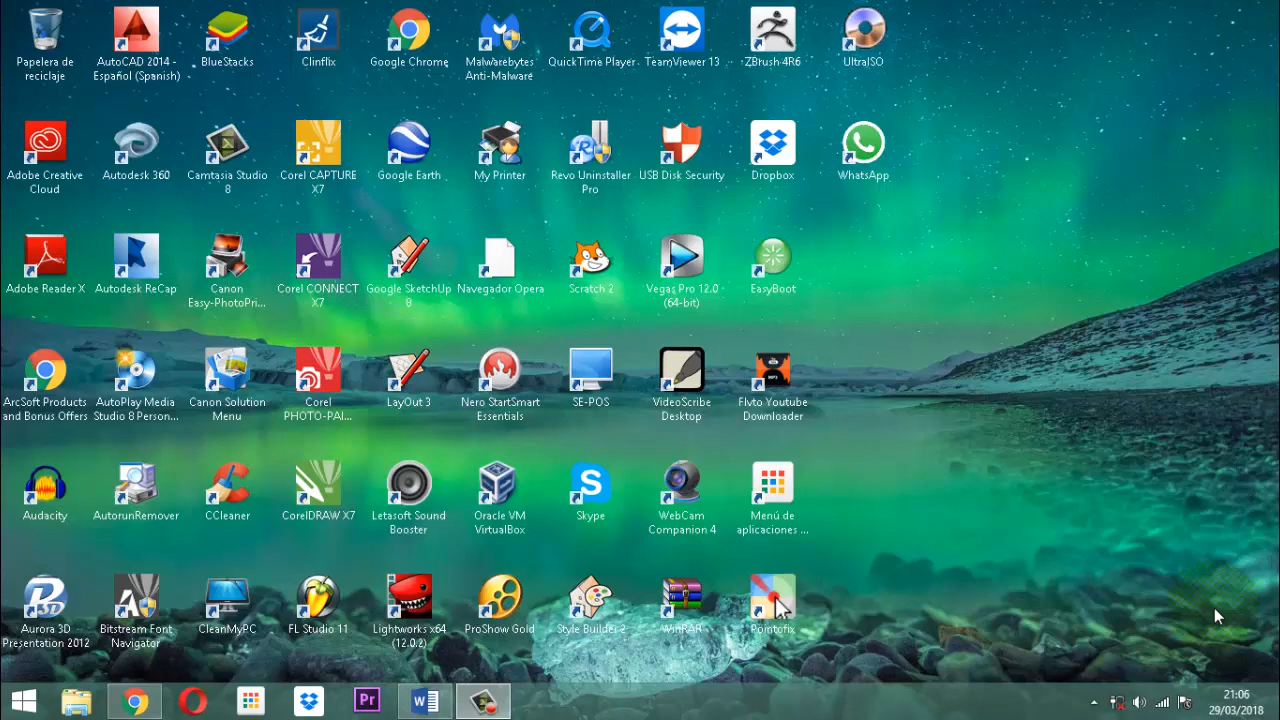 Papelera de
reciclaje
AutoCAD 2014 -
Español (Spanish)
BlueStacks
Clinflix
Google Chrome
Malwarebytes
Anti-Malware
QuickTime Player
TeamViewer 13
ZBrush 4R6
UltraISO
Adobe Creative
Cloud
Autodesk 360
Camtasia Studio
8
Corel CAPTURE
X7
Google Earth
My Printer
Revo Uninstaller
Pro
USB Disk Security
Dropbox
WhatsApp
Adobe Reader X
Autodesk ReCap
Canon
Easy-PhotoPri...
Corel CONNECT
X7
Google SketchUp
8
Navegador Opera
Scratch 2
Vegas Pro 12.0
(64-bit)
EasyBoot
ArcSoft Products
and Bonus Offers
AutoPlay Media
Studio 8 Person...
Canon Solution
Menu
Corel
PHOTO-PAI...
LayOut 3
Nero StartSmart
Essentials
SE-POS
VideoScribe
Desktop
Flvto Youtube
Downloader
Audacity
AutorunRemover
CCleaner
CorelDRAW X7
Letasoft Sound
Booster
Oracle VM
VirtualBox
Skype
WebCam
Companion 4
Menú de
aplicaciones ...
Aurora 3D
Presentation 2012
Bitstream Font
Navigator
CleanMyPC
FL Studio 11
Lightworks x64
(12.0.2)
ProShow Gold
Style Builder 2
WinRAR
Pointofix
Pr
21:06
29/03/2018